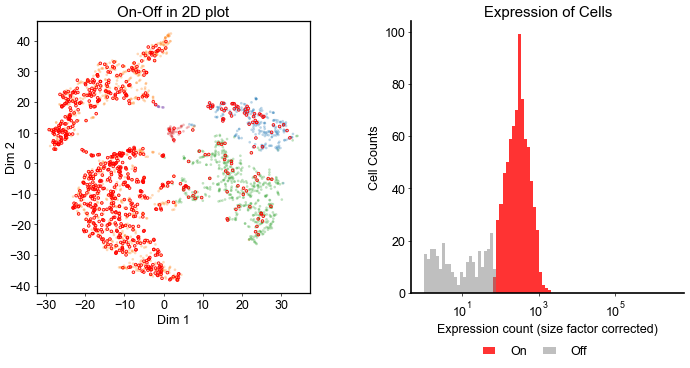 On-Off in 2D plot
40
30
20
10
0
−10
−20
−30
−40
Dim 2
−30 −20 −10 0 10 20 30
Dim 1
Expression of Cells
100
80
60
40
20
0
Cell Counts
10^1 10^3 10^5
Expression count (size factor corrected)
On Off